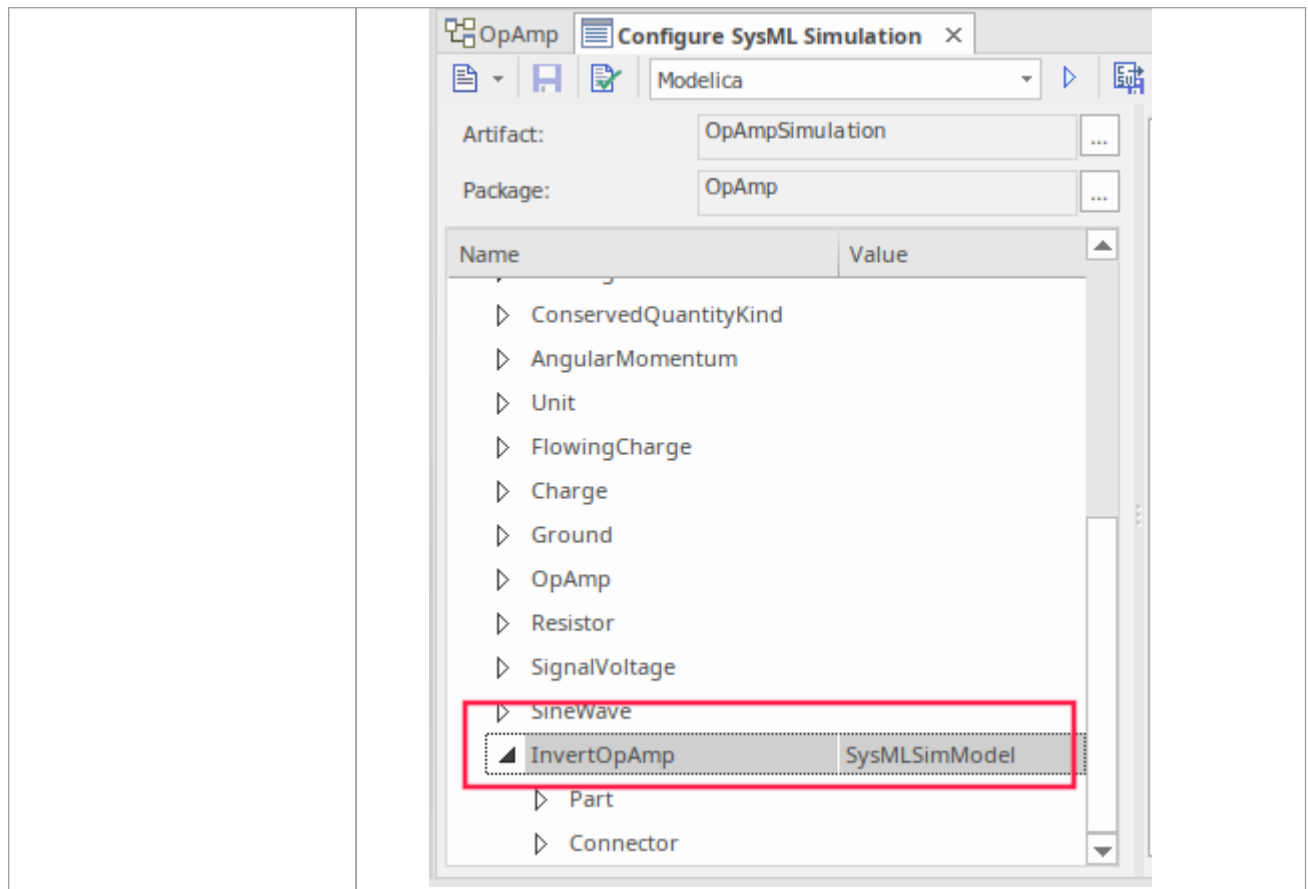 OpAmp Configure SysML Simulation
Modelica
Artifact: OpAmpSimulation ...
Package: OpAmp ...
Name Value
ConservedQuantityKind
AngularMomentum
Unit
FlowingCharge
Charge
Ground
OpAmp
Resistor
SignalVoltage
SineWave
InvertOpAmp SysMLSimModel
Part
Connector